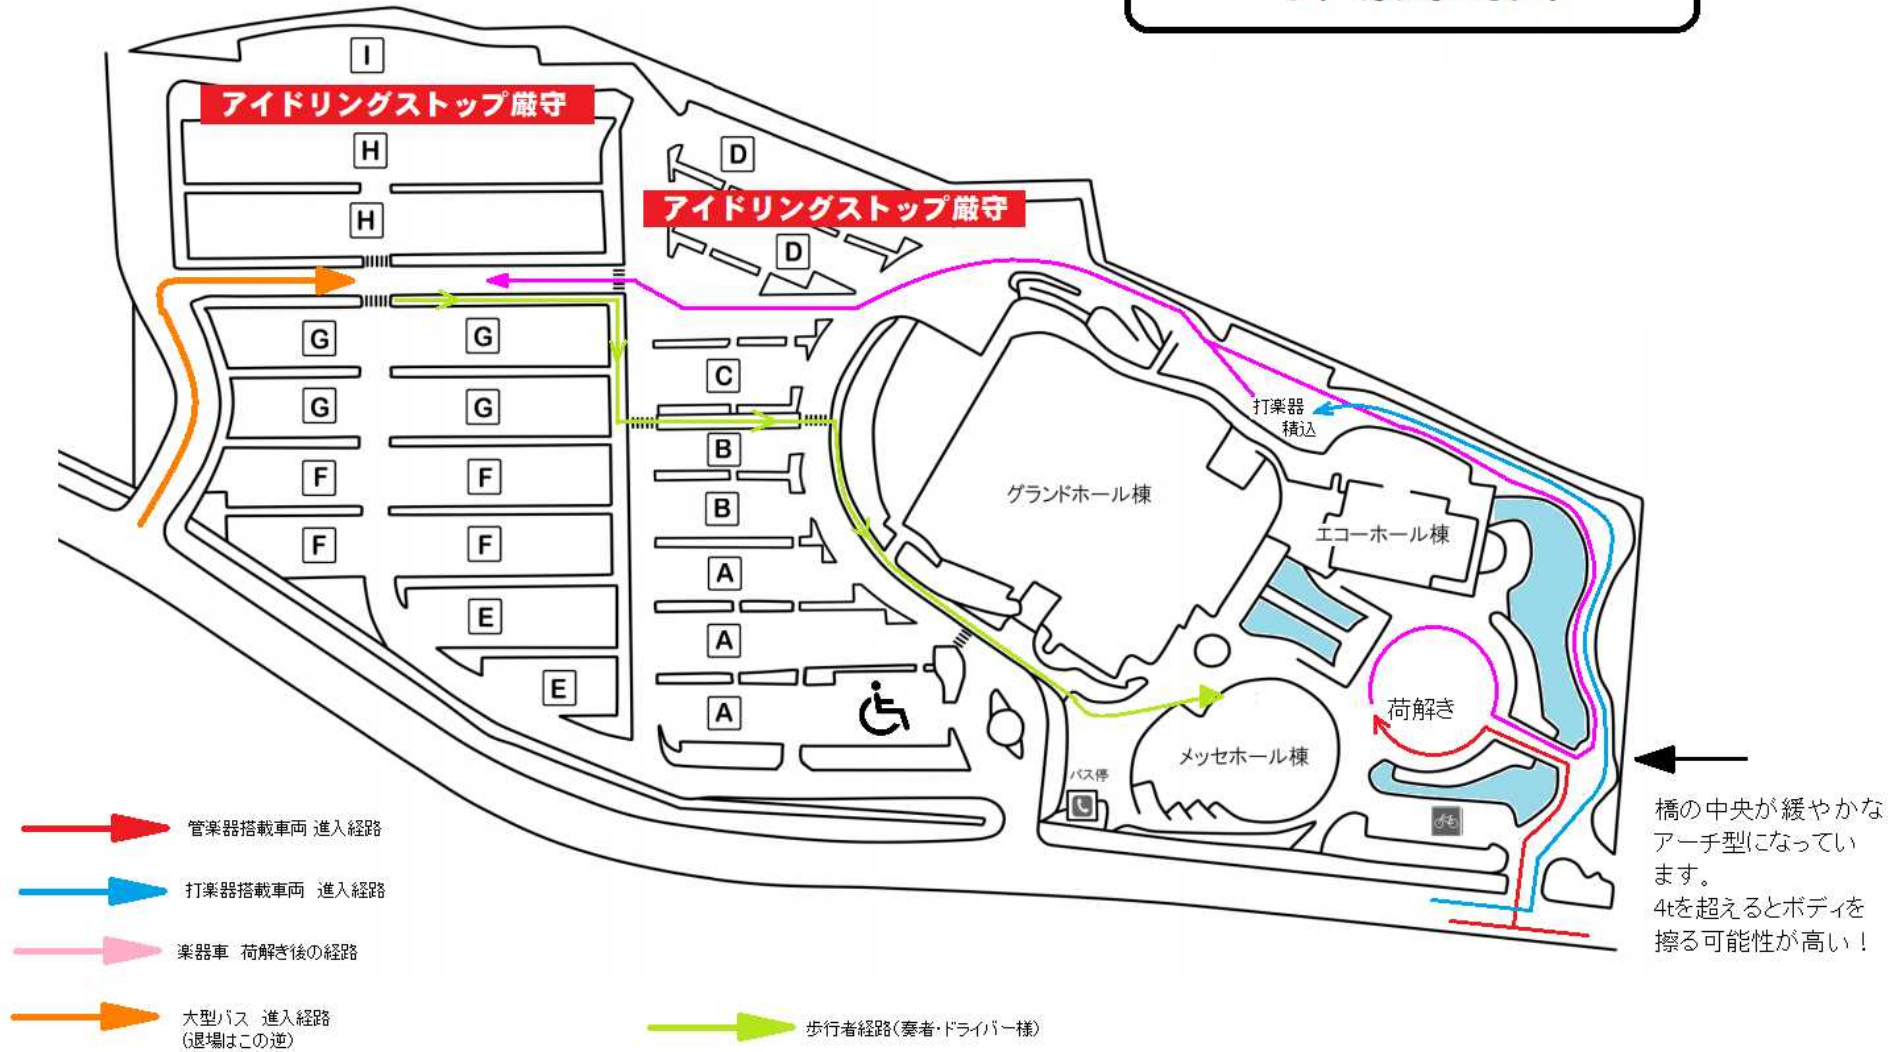 I
アイドリングストップ厳守
H
D
H
アイドリングストップ厳守
D
G
G
C
G
G
打楽器
積込
B
F
F
グランドホール棟
B
エコーホール棟
F
F
A
E
A
E
A
荷解き
メッセホール棟
バス停
橋の中央が緩やかな
アーチ型になってい
ます。
4tを超えるとボディを
擦る可能性が高い！
管楽器搭載車両 進入経路
打楽器搭載車両 進入経路
楽器車 荷解き後の経路
大型バス 進入経路
(退場はこの逆)
歩行者経路(奏者・ドライバー様)